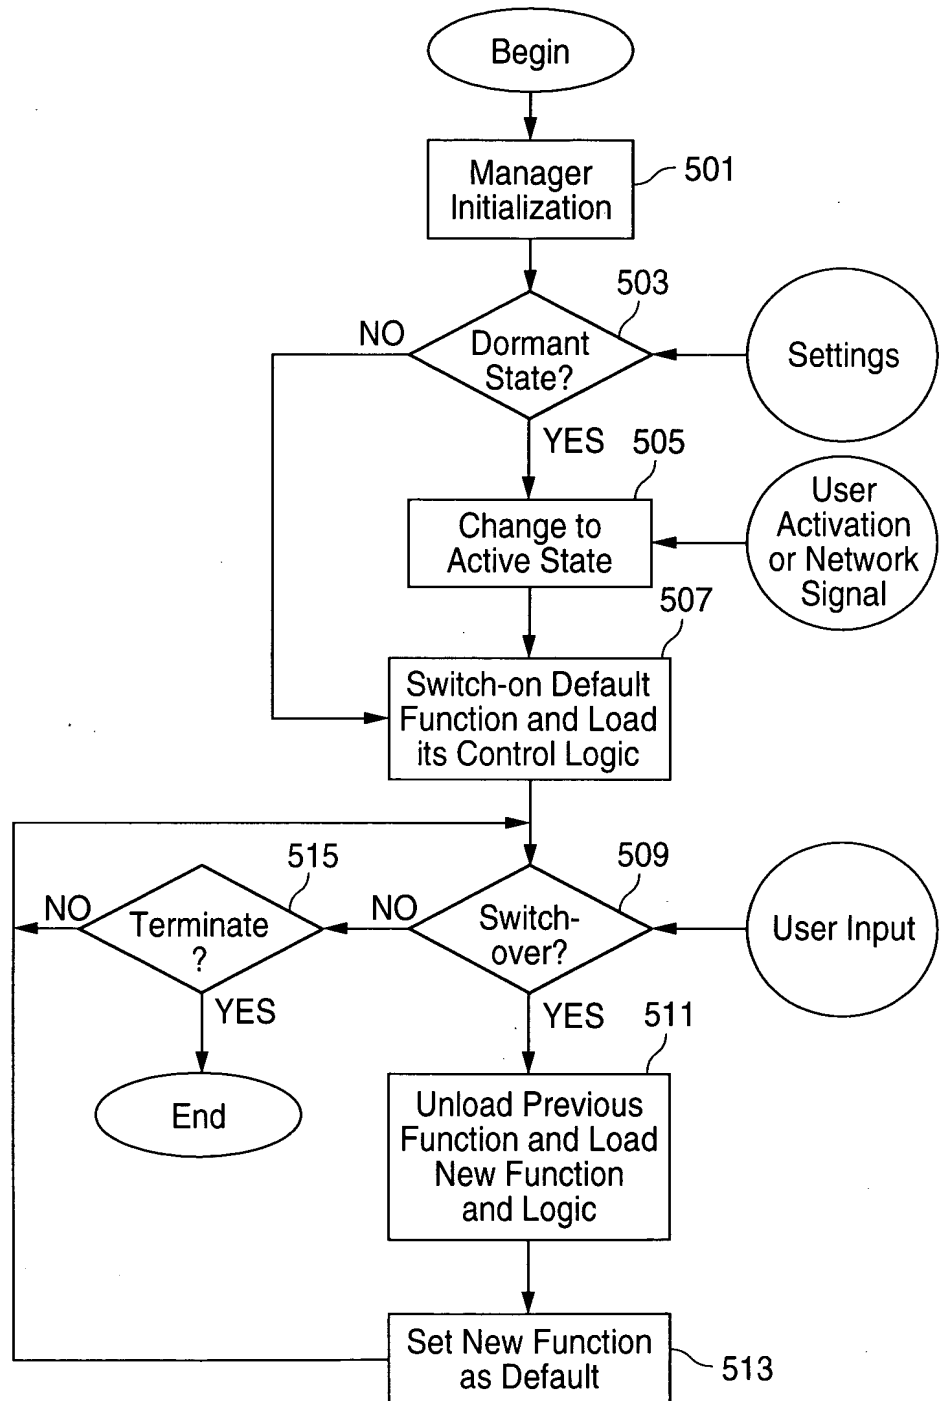 Begin
Manager
Initialization
501
503
NO
Dormant
State?
Settings
YES
505
Change to
Active State
User
Activation
or Network
Signal
507
Switch-on Default
Function and Load
its Control Logic
515
509
NO
Terminate
?
NO
Switch-
over?
User Input
YES
YES
511
End
Unload Previous
Function and Load
New Function
and Logic
Set New Function
as Default
513